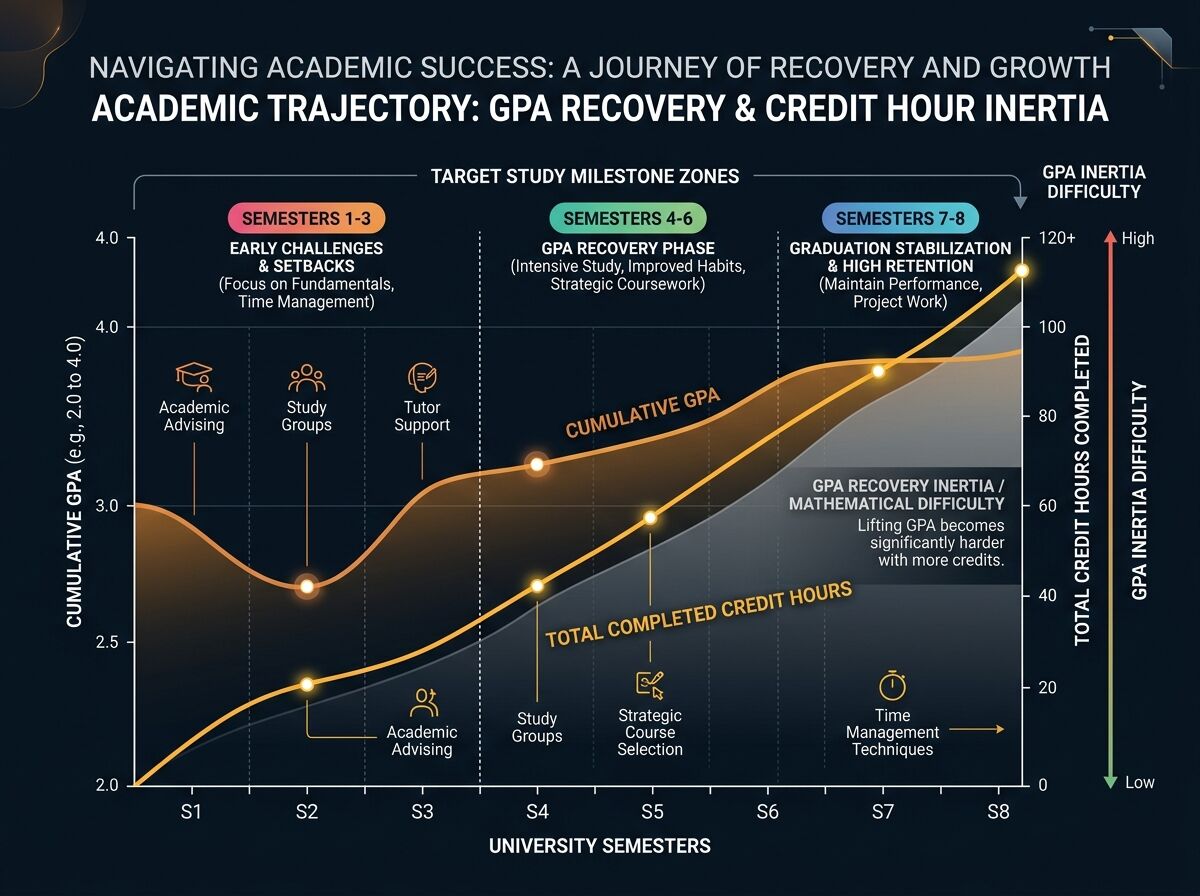 NAVIGATING ACADEMIC SUCCESS: A JOURNEY OF RECOVERY AND GROWTH
ACADEMIC TRAJECTORY: GPA RECOVERY & CREDIT HOUR INERTIA
TARGET STUDY MILESTONE ZONES
GPA INERTIA
DIFFICULTY
SEMESTERS 1-3
EARLY CHALLENGES
& SETBACKS
(Focus on Fundamentals,
Time Management)
SEMESTERS 4-6
GPA RECOVERY PHASE
(Intensive Study, Improved Habits,
Strategic Coursework)
SEMESTERS 7-8
GRADUATION STABILIZATION
& HIGH RETENTION
(Maintain Performance,
Project Work)
4.0
4.0
3.0
2.5
2.0
CUMULATIVE GPA (e.g., 2.0 to 4.0)
Academic
Advising
Study
Groups
Tutor
Support
CUMULATIVE GPA
GPA RECOVERY INERTIA /
MATHEMATICAL DIFFICULTY
Lifting GPA becomes
significantly harder
with more credits.
TOTAL COMPLETED CREDIT HOURS
Academic
Advising
Study
Groups
Strategic
Course
Selection
Time
Management
Techniques
120+
100
80
60
40
20
0
TOTAL CREDIT HOURS COMPLETED
High
GPA INERTIA DIFFICULTY
Low
S1
S2
S3
S4
S5
S6
S7
S8
UNIVERSITY SEMESTERS